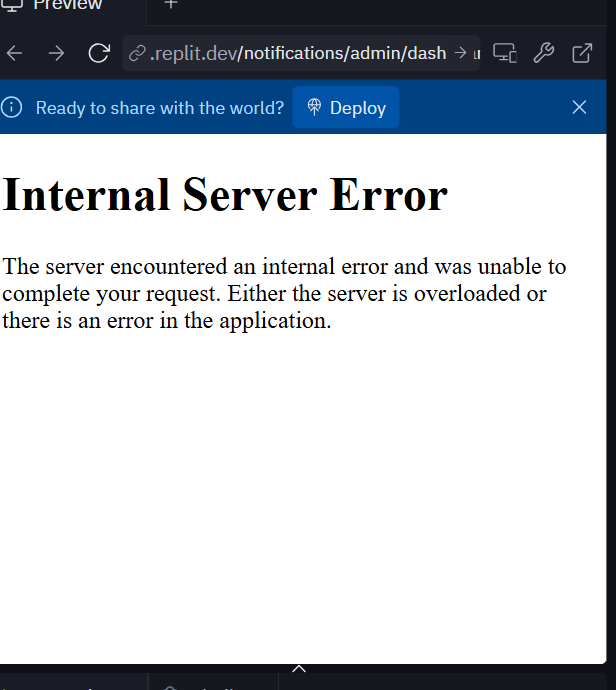 Preview
.replit.dev/notifications/admin/dash
Ready to share with the world? Deploy
Internal Server Error
The server encountered an internal error and was unable to
complete your request. Either the server is overloaded or
there is an error in the application.